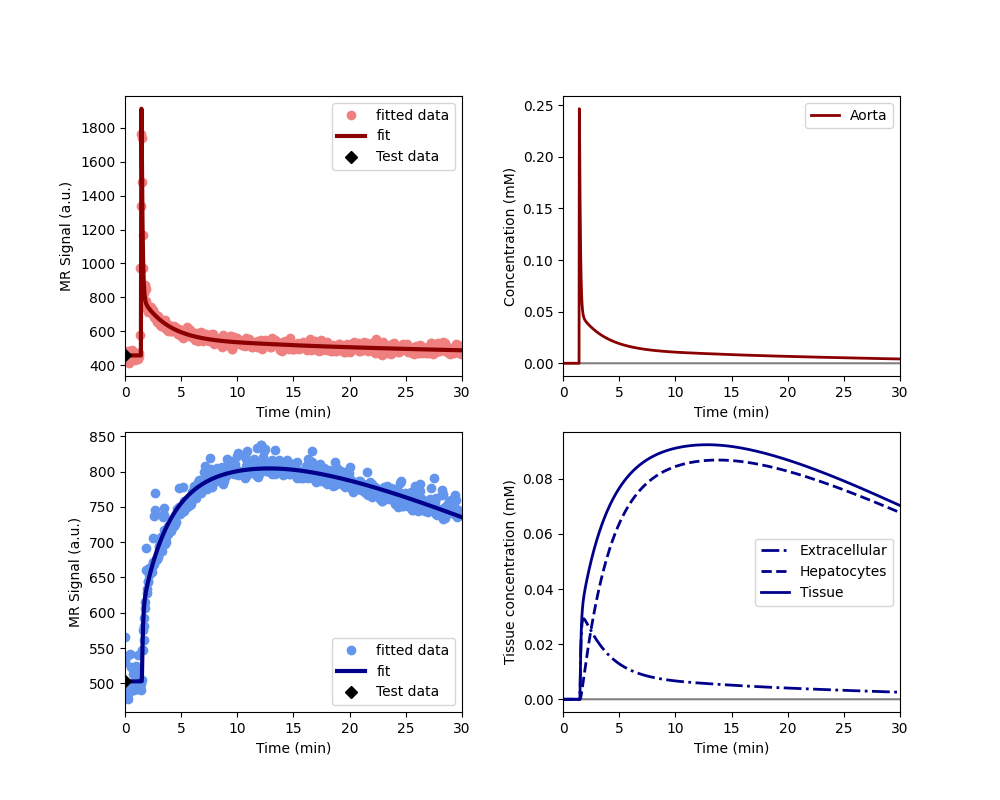 MR Signal (a.u.)
1800
1600
1400
1200
1000
800
600
400
0 5 10 15 20 25 30
Time (min)
fitted data
fit
Test data
Concentration (mM)
0.25
0.20
0.15
0.10
0.05
0.00
0 5 10 15 20 25 30
Time (min)
Aorta
MR Signal (a.u.)
850
800
750
700
650
600
550
500
0 5 10 15 20 25 30
Time (min)
fitted data
fit
Test data
Tissue concentration (mM)
0.08
0.06
0.04
0.02
0.00
0 5 10 15 20 25 30
Time (min)
Extracellular
Hepatocytes
Tissue